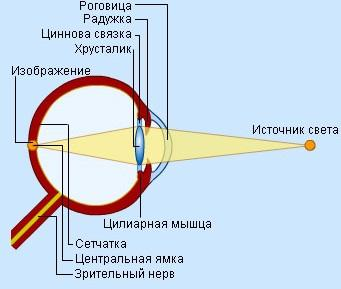 Роговица
Радужка
Циннова связка
Хрусталик
Изображение
Источник света
Цилиарная мышца
Сетчатка
Центральная ямка
Зрительный нерв